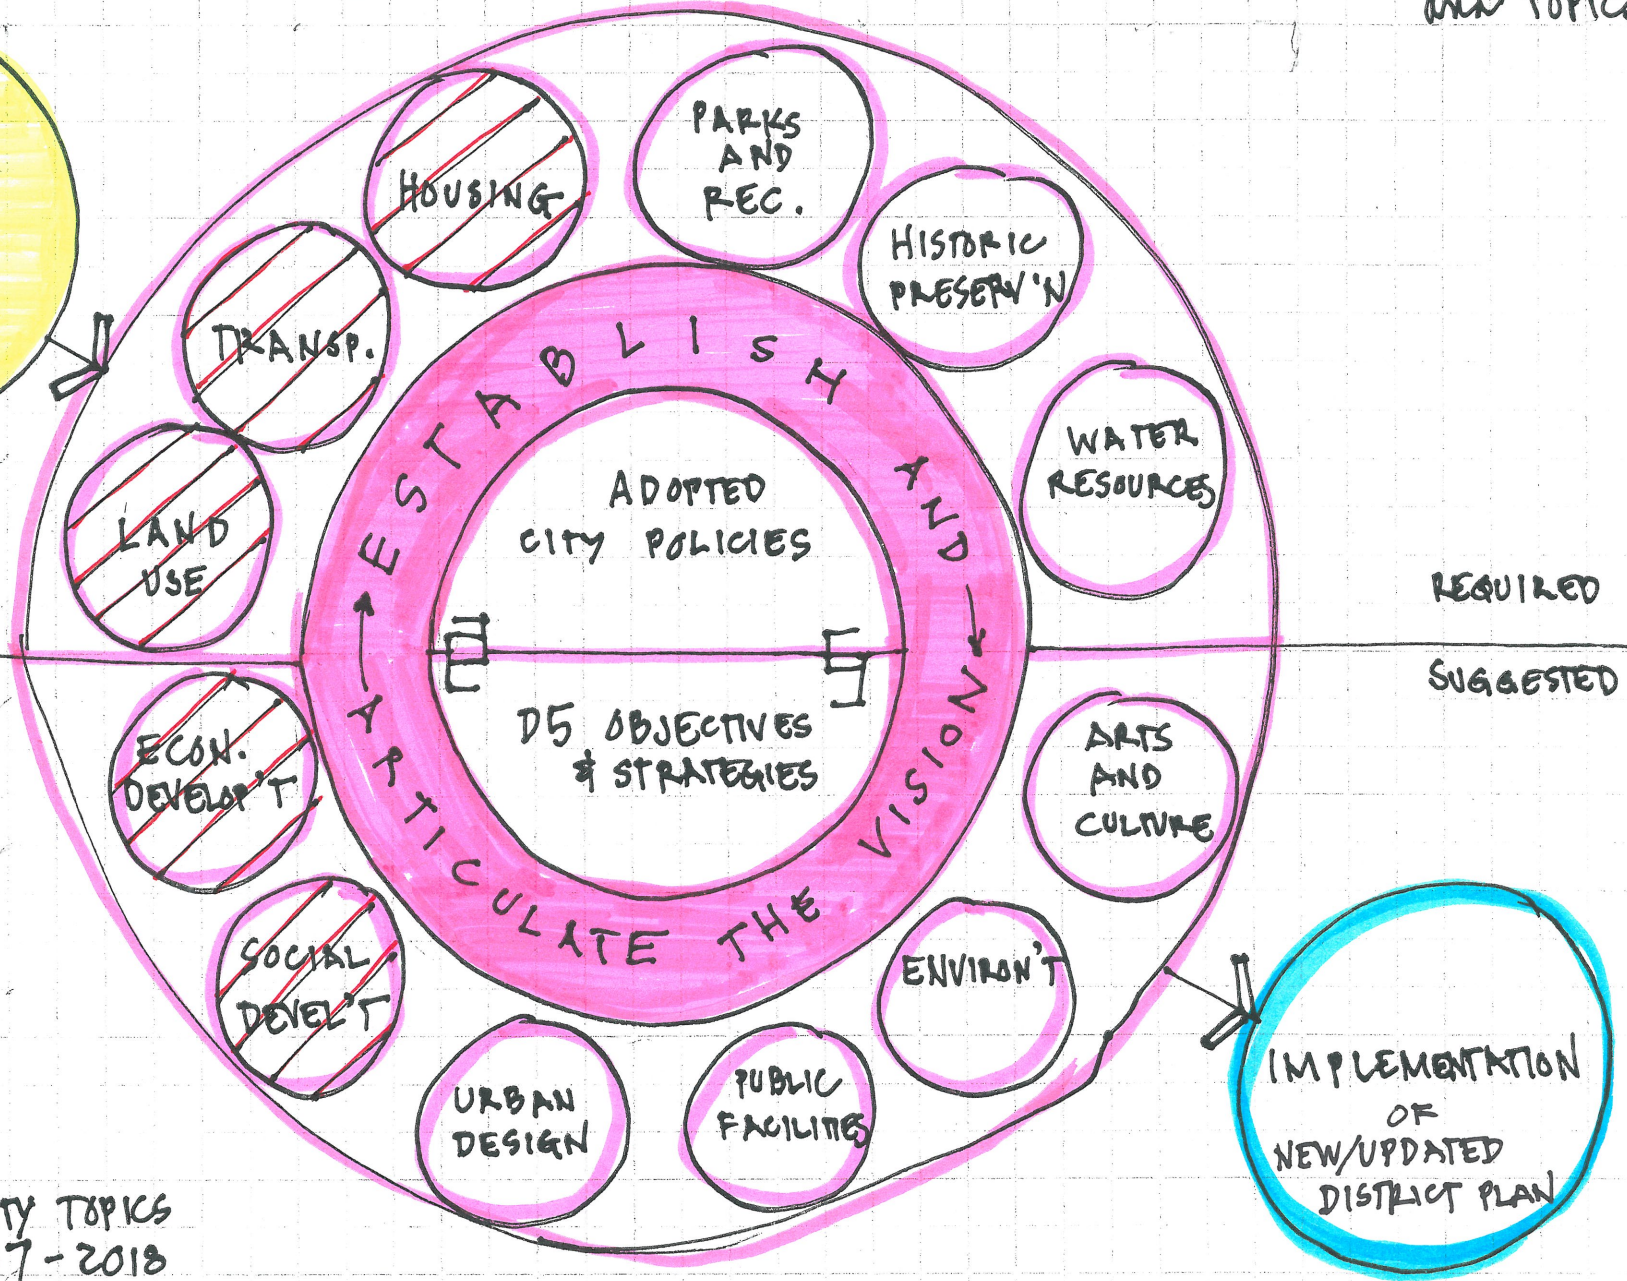 TOPICS
HOUSING
PARKS
AND
REC.
HISTORIC
PRESERV'N
TRANSP.
WATER
RESOURCES
LAND
USE
ESTABLISH AND
ARTICULATE THE VISION
ADOPTED
CITY POLICIES
D5 OBJECTIVES
& STRATEGIES
REQUIRED
SUGGESTED
ECON.
DEVELOP'T
ARTS
AND
CULTURE
SOCIAL
DEVEL'T
ENVIRON'T
URBAN
DESIGN
PUBLIC
FACILITIES
IMPLEMENTATION
OF
NEW/UPDATED
DISTRICT PLAN
TY TOPICS
7-2018